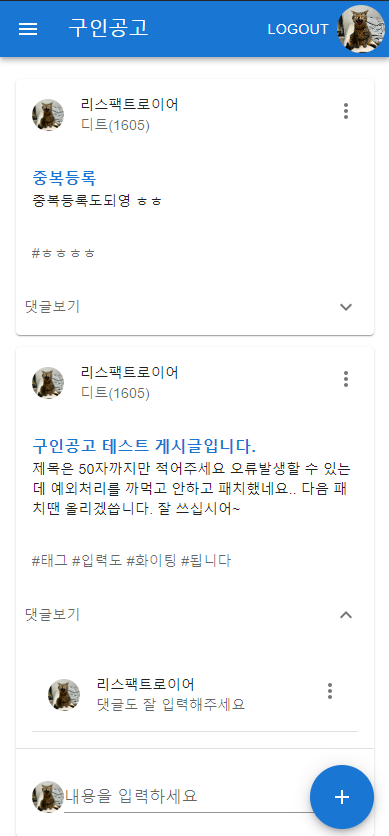 구인공고
LOGOUT
리스팩트로이어
디트(1605)
중복등록
중복등록도되영 ㅎㅎ
#ㅎㅎㅎㅎ
댓글보기
리스팩트로이어
디트(1605)
구인공고 테스트 게시글입니다.
제목은 50자까지만 적어주세요 오류발생할 수 있는
데 예외처리를 까먹고 안하고 패치했네요.. 다음 패
치땐 올리겠씁니다. 잘 쓰십시어~
#태그 #입력도 #화이팅 #됩니다
댓글보기
리스팩트로이어
댓글도 잘 입력해주세요
내용을 입력하세요